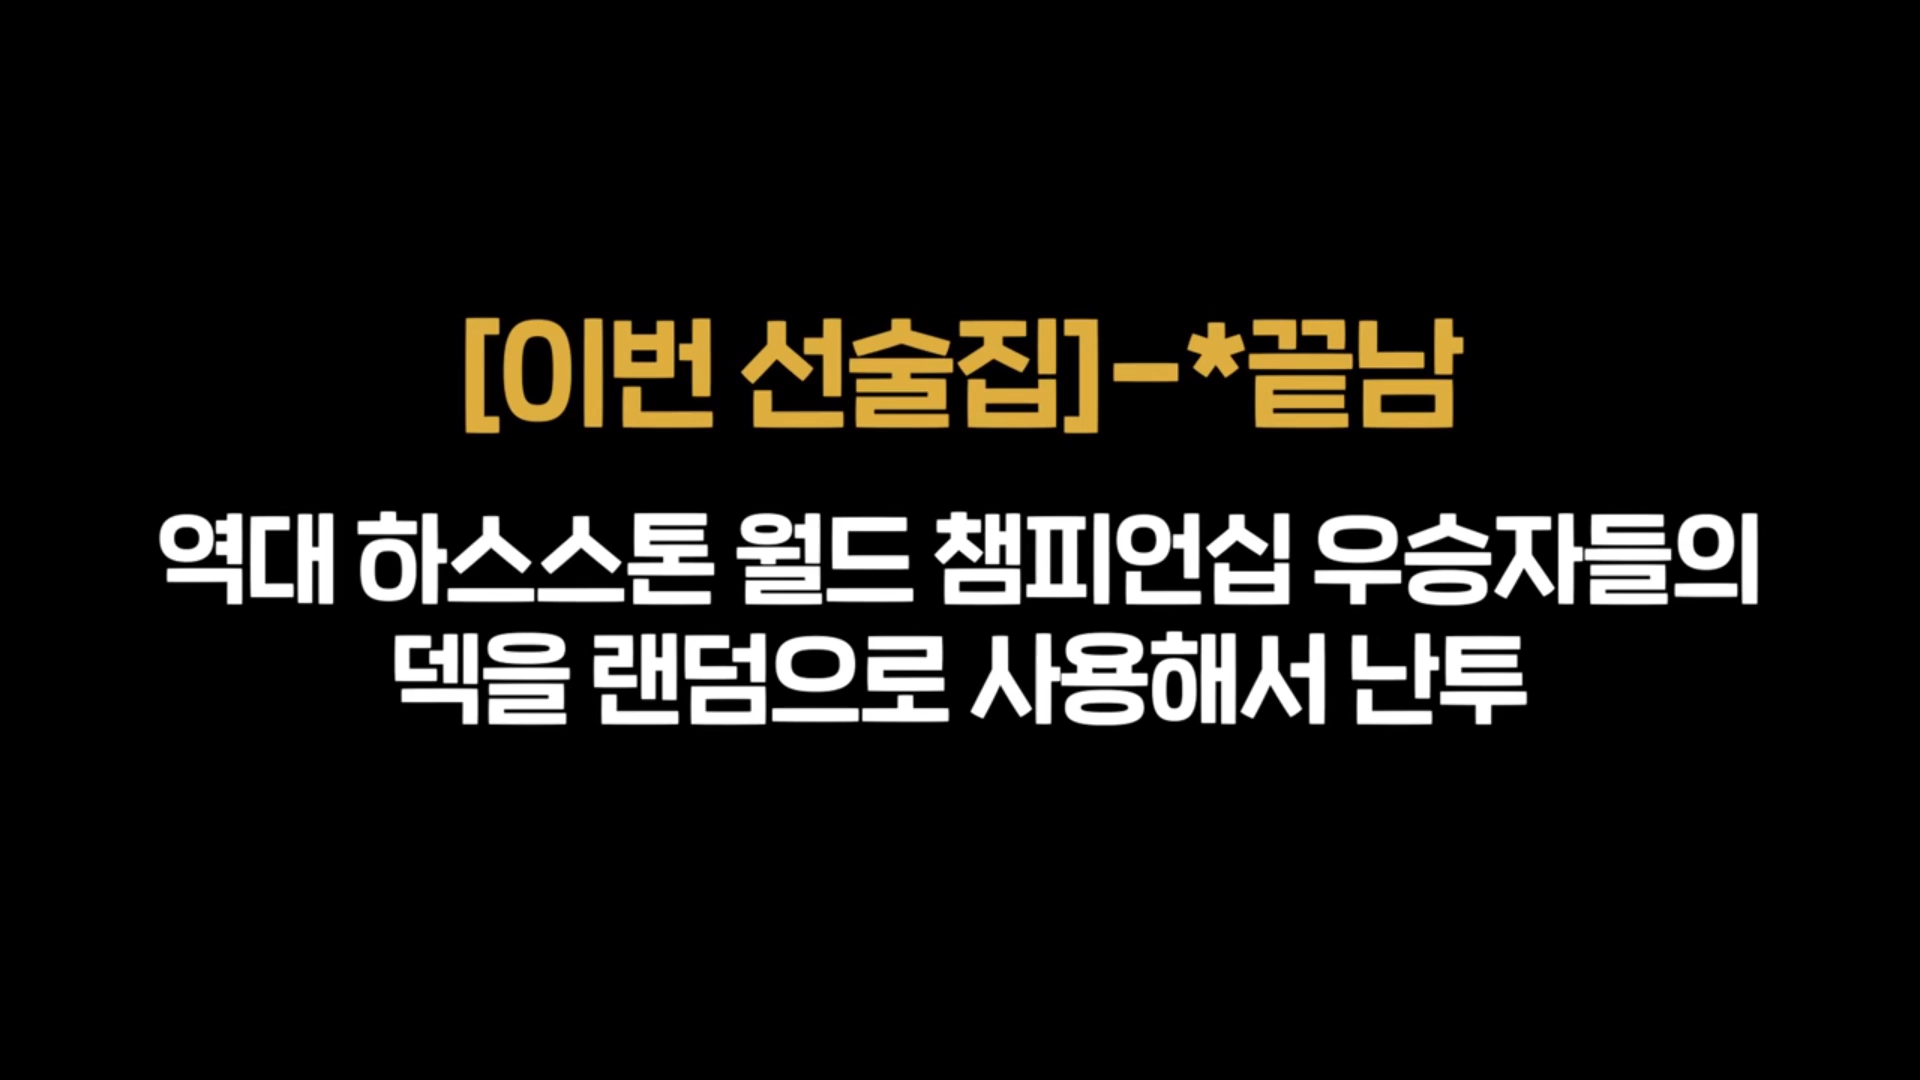 [이번 선술집]-*끝남
역대 하스스톤 월드 챔피언십 우승자들의
덱을 랜덤으로 사용해서 난투